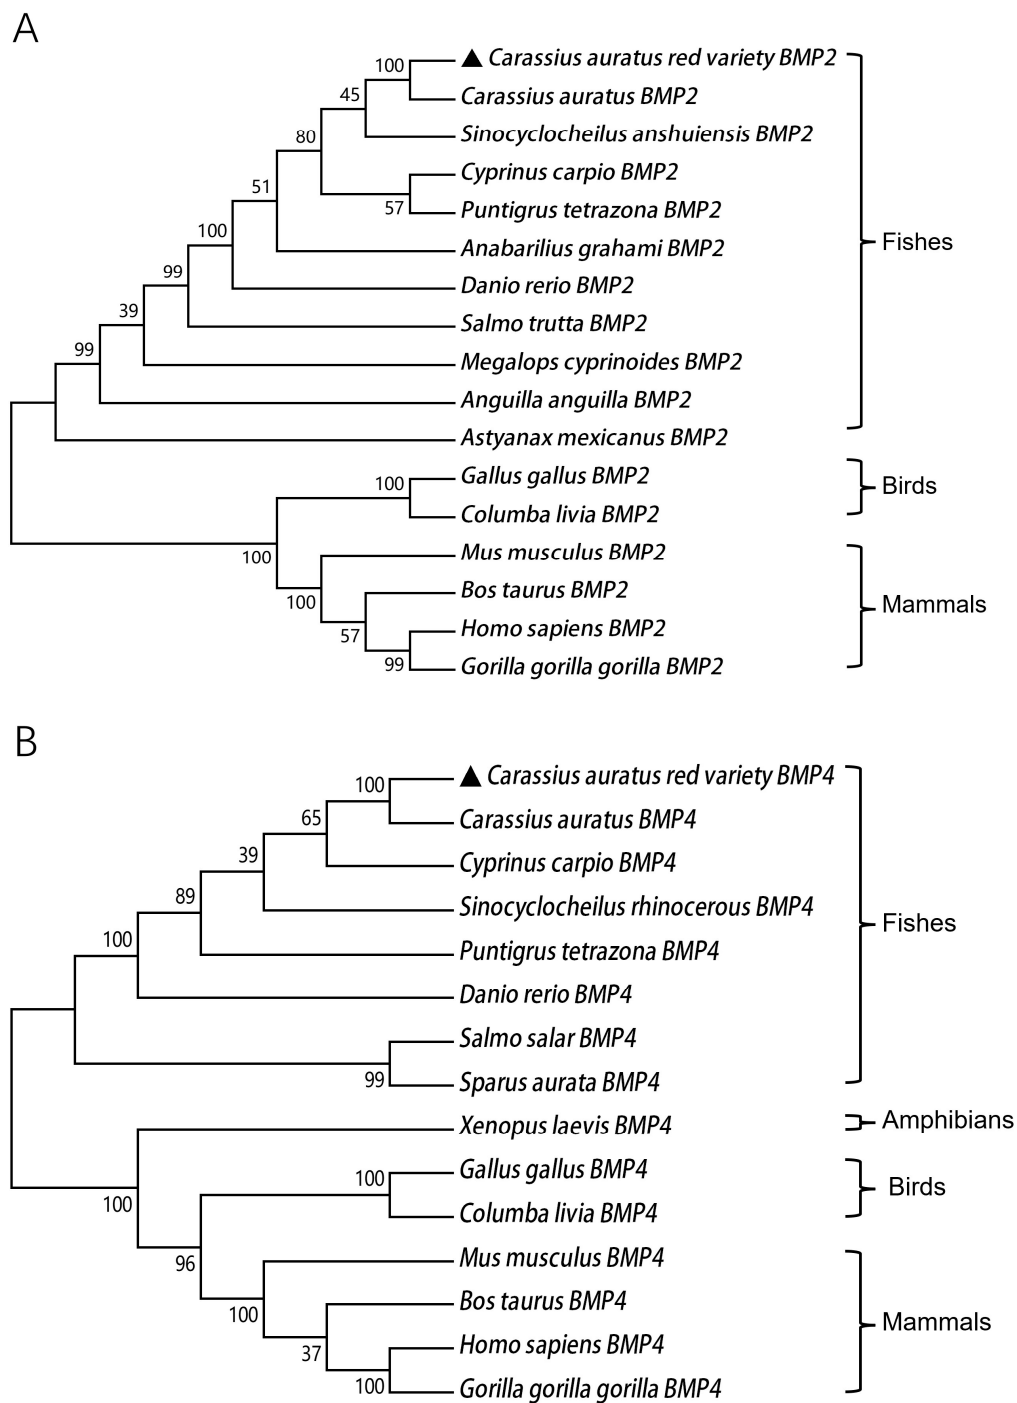 A
▲ Carassius auratus red variety BMP2
100
Carassius auratus BMP2
45
Sinocyclocheilus anshuiensis BMP2
80
Cyprinus carpio BMP2
57
Puntigrus tetrazona BMP2
51
Anabarilius grahami BMP2
100
Fishes
Danio rerio BMP2
99
Salmo trutta BMP2
39
Megalops cyprinoides BMP2
99
Anguilla anguilla BMP2
Astyanax mexicanus BMP2
Gallus gallus BMP2
100
Birds
Columba livia BMP2
100
Mus musculus BMP2
100
Bos taurus BMP2
Mammals
57
Homo sapiens BMP2
99
Gorilla gorilla gorilla BMP2
B
▲ Carassius auratus red variety BMP4
100
Carassius auratus BMP4
65
Cyprinus carpio BMP4
39
Sinocyclocheilus rhinocerous BMP4
89
Fishes
Puntigrus tetrazona BMP4
100
Danio rerio BMP4
Salmo salar BMP4
99
Sparus aurata BMP4
Xenopus laevis BMP4
Amphibians
100
Gallus gallus BMP4
100
Birds
Columba livia BMP4
96
Mus musculus BMP4
100
Bos taurus BMP4
Mammals
37
Homo sapiens BMP4
100
Gorilla gorilla gorilla BMP4